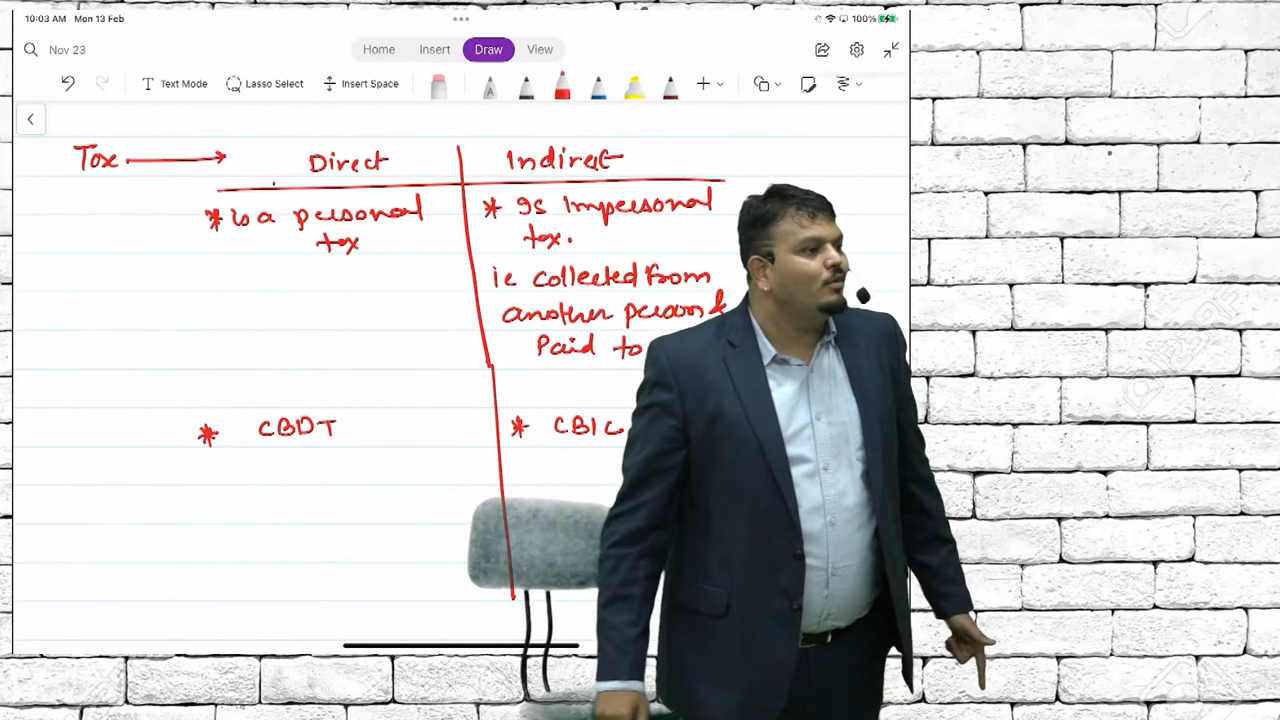 10:03 AM Mon 13 Feb
100%
Nov 23
Home Insert Draw View
Text Mode Lasso Select Insert Space
Tax Direct Indirect
* is a personal
tax
* Is Impersonal
tax.
ie collected from
another person &
Paid to
* CBDT
* CBIC